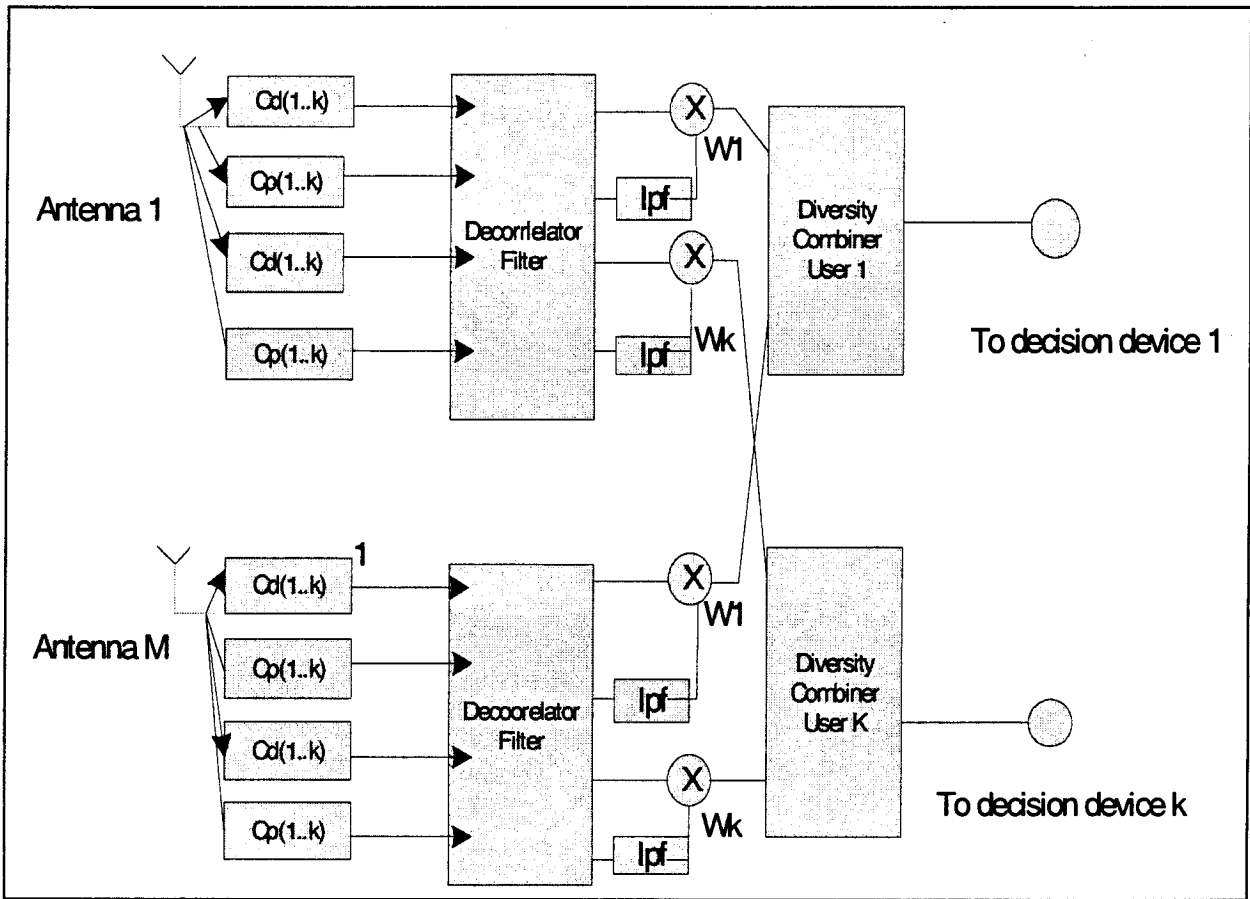 Cd(1..k)
Cp(1..k)
Antenna 1
Cd(1..k)
Cp(1..k)
Decorrlelator
Filter
X
W1
lpf
X
Wk
lpf
Diversity
Combiner
User 1
To decision device 1
Cd(1..k)
1
Antenna M
Cp(1..k)
Cd(1..k)
Cp(1..k)
Decoorelator
Filter
X
W1
lpf
X
Wk
lpf
Diversity
Combiner
User K
To decision device k